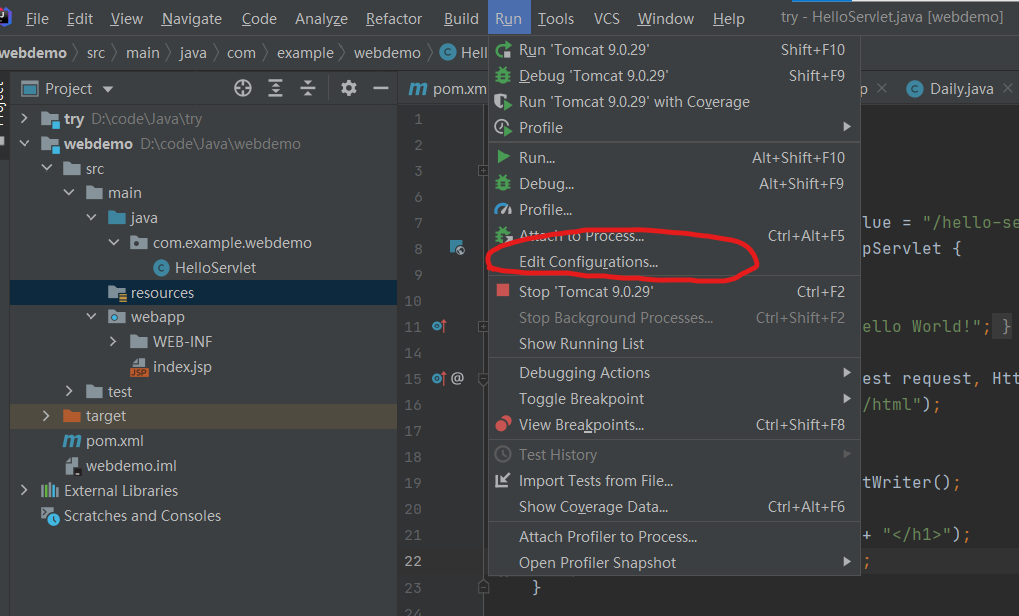 File Edit View Navigate Code Analyze Refactor Build Run Tools VCS Window Help try - HelloServlet.java [webdemo]
webdemo src main java com example webdemo C Hell
Project
m pom.xm
Daily.java
try D:\code\Java\try
webdemo D:\code\Java\webdemo
src
main
java
com.example.webdemo
C HelloServlet
resources
webapp
WEB-INF
JSP index.jsp
test
target
m pom.xml
webdemo.iml
External Libraries
Scratches and Consoles
1
2
3
6
7
8
9
10
11
14
15 @
16
17
18
19
20
21
22
23
24
Run 'Tomcat 9.0.29' Shift+F10
Debug 'Tomcat 9.0.29' Shift+F9
Run 'Tomcat 9.0.29' with Coverage
Profile
Run... Alt+Shift+F10
Debug... Alt+Shift+F9
Profile...
Attach to Process... Ctrl+Alt+F5
Edit Configurations...
Stop 'Tomcat 9.0.29' Ctrl+F2
Stop Background Processes... Ctrl+Shift+F2
Show Running List
Debugging Actions
Toggle Breakpoint
View Breakpoints... Ctrl+Shift+F8
Test History
Import Tests from File...
Show Coverage Data... Ctrl+Alt+F6
Attach Profiler to Process...
Open Profiler Snapshot
lue = "/hello-se
pServlet {
ello World!"; }
est request, Htt
/html");
tWriter();
+ "</h1>");
;
}